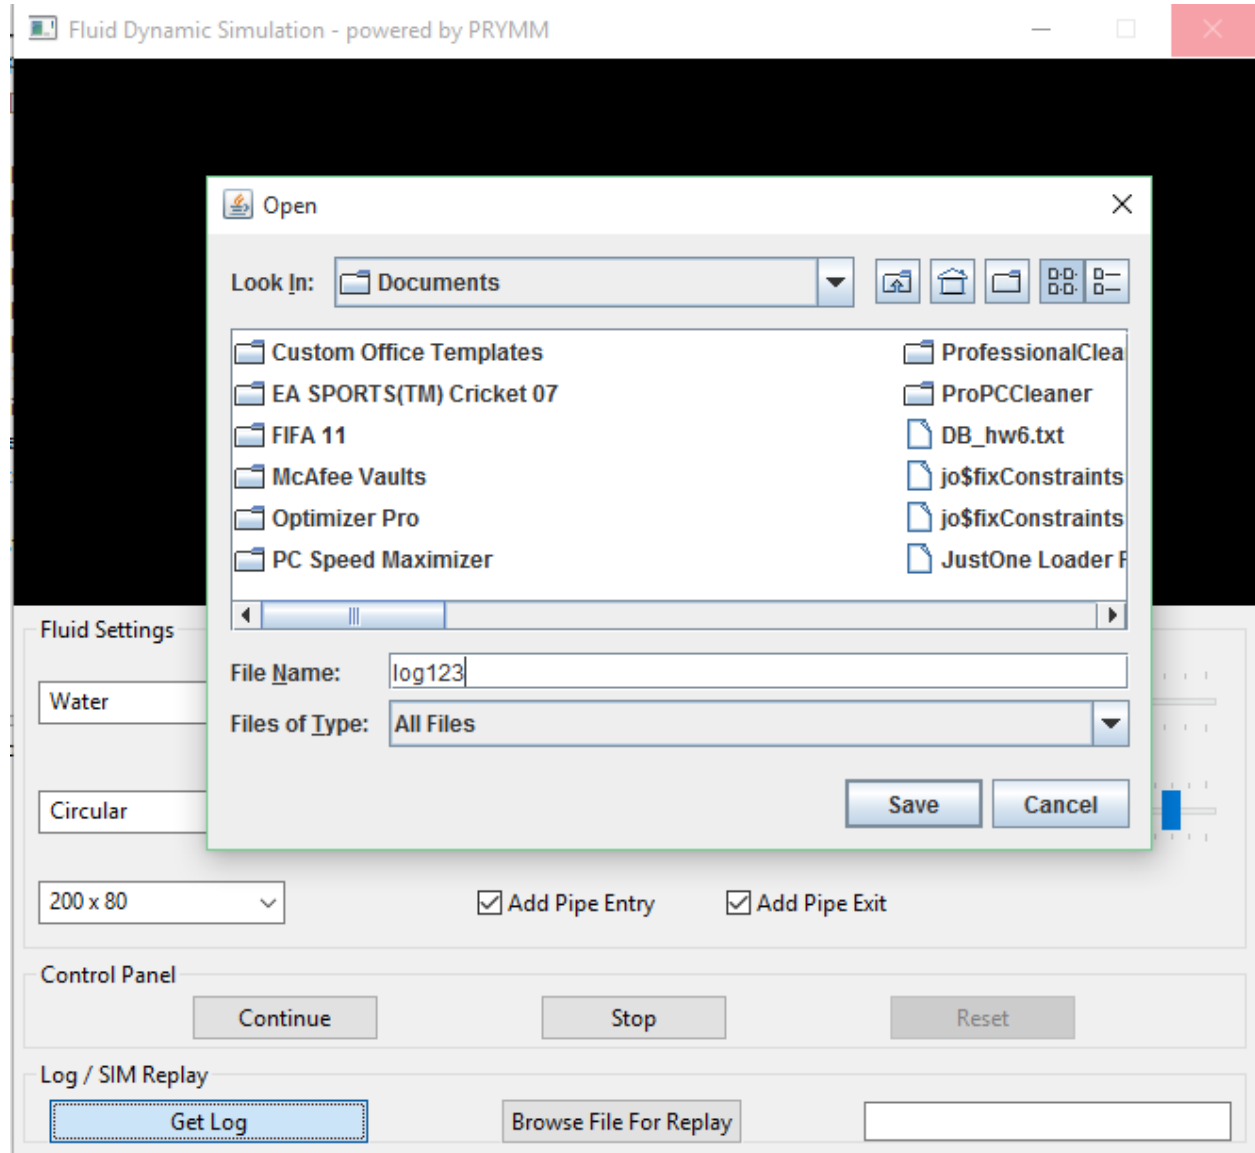 Fluid Dynamic Simulation - powered by PRYMM
Open
Look In: Documents
Custom Office Templates
EA SPORTS(TM) Cricket 07
FIFA 11
McAfee Vaults
Optimizer Pro
PC Speed Maximizer
ProfessionalClea
ProPCCleaner
DB_hw6.txt
jo$fixConstraints
jo$fixConstraints
JustOne Loader F
File Name: log123
Files of Type: All Files
Save Cancel
Fluid Settings
Water
Circular
200 x 80 Add Pipe Entry Add Pipe Exit
Control Panel
Continue Stop Reset
Log / SIM Replay
Get Log Browse File For Replay